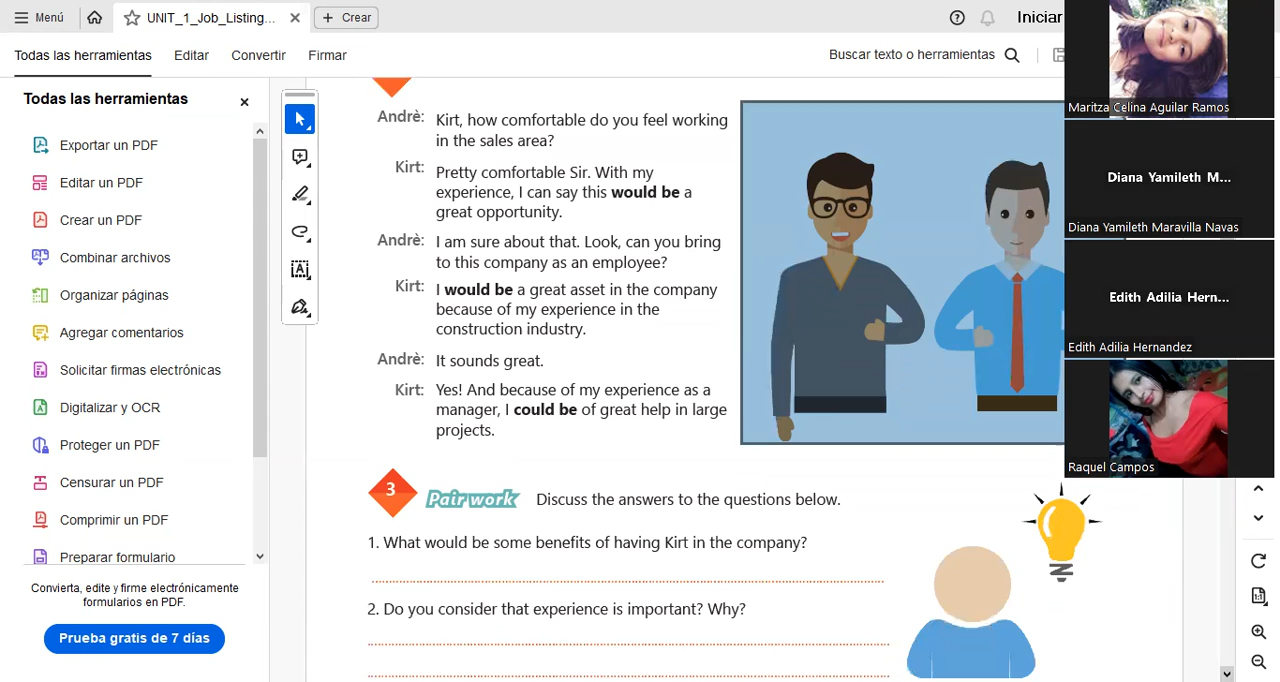 Menú
UNIT_1_Job_Listing...
Crear
Iniciar
Todas las herramientas
Editar
Convertir
Firmar
Buscar texto o herramientas
Todas las herramientas
Exportar un PDF
Editar un PDF
Crear un PDF
Combinar archivos
Organizar páginas
Agregar comentarios
Solicitar firmas electrónicas
Digitalizar y OCR
Proteger un PDF
Censurar un PDF
Comprimir un PDF
Preparar formulario
Convierta, edite y firme electrónicamente
formularios en PDF.
Prueba gratis de 7 días
Andrè: Kirt, how comfortable do you feel working
in the sales area?
Kirt: Pretty comfortable Sir. With my
experience, I can say this would be a
great opportunity.
Andrè: I am sure about that. Look, can you bring
to this company as an employee?
Kirt: I would be a great asset in the company
because of my experience in the
construction industry.
Andrè: It sounds great.
Kirt: Yes! And because of my experience as a
manager, I could be of great help in large
projects.
3 Pair work Discuss the answers to the questions below.
1. What would be some benefits of having Kirt in the company?
2. Do you consider that experience is important? Why?
Maritza Celina Aguilar Ramos
Diana Yamileth M...
Diana Yamileth Maravilla Navas
Edith Adilia Hern...
Edith Adilia Hernandez
Raquel Campos